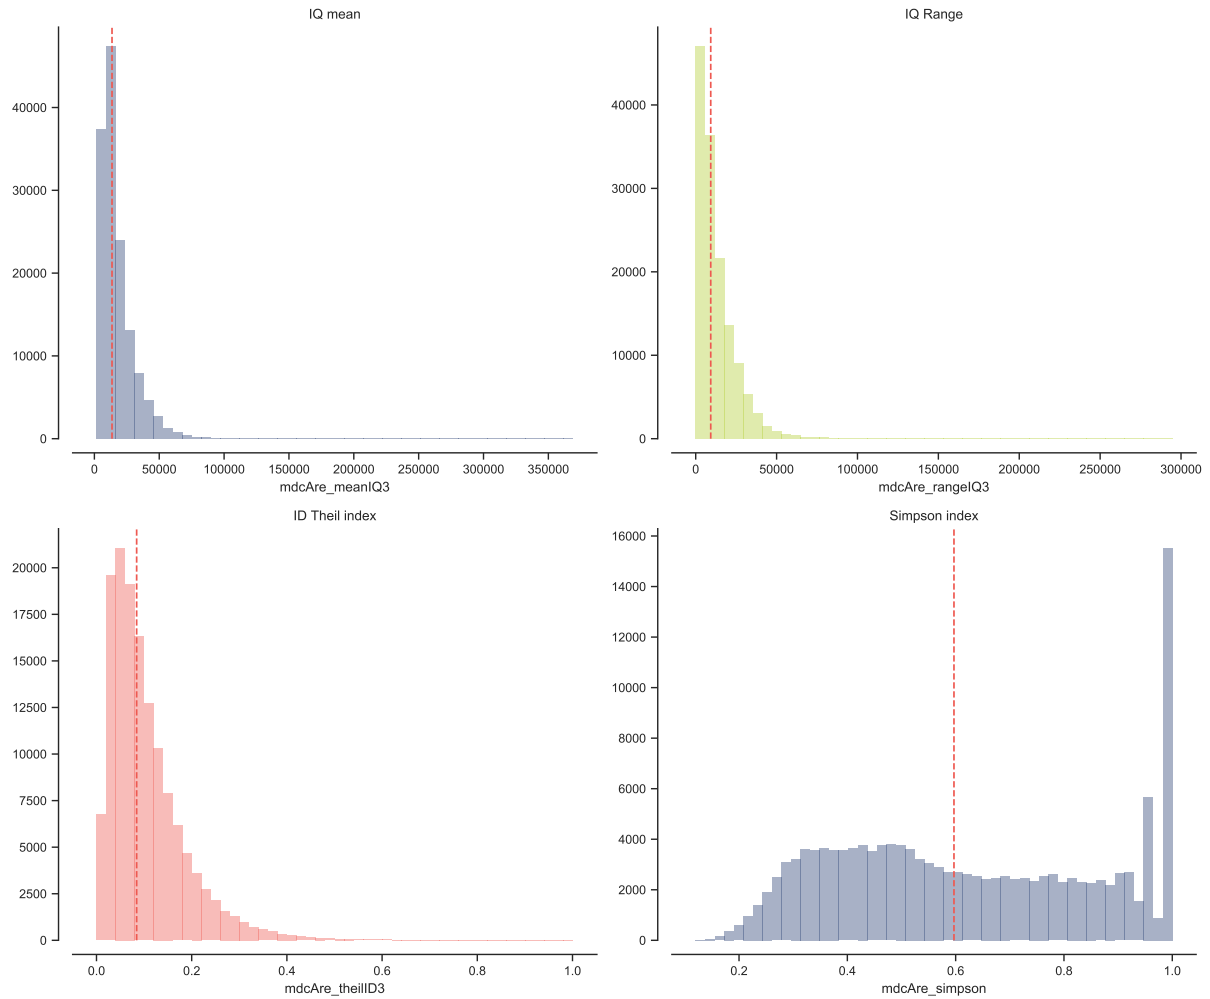 IQ mean
40000
30000
20000
10000
0
0 50000 100000 150000 200000 250000 300000 350000
mdcAre_meanIQ3
IQ Range
40000
30000
20000
10000
0
0 50000 100000 150000 200000 250000 300000
mdcAre_rangeIQ3
ID Theil index
20000
17500
15000
12500
10000
7500
5000
2500
0
0.0 0.2 0.4 0.6 0.8 1.0
mdcAre_theilID3
Simpson index
16000
14000
12000
10000
8000
6000
4000
2000
0
0.2 0.4 0.6 0.8 1.0
mdcAre_simpson